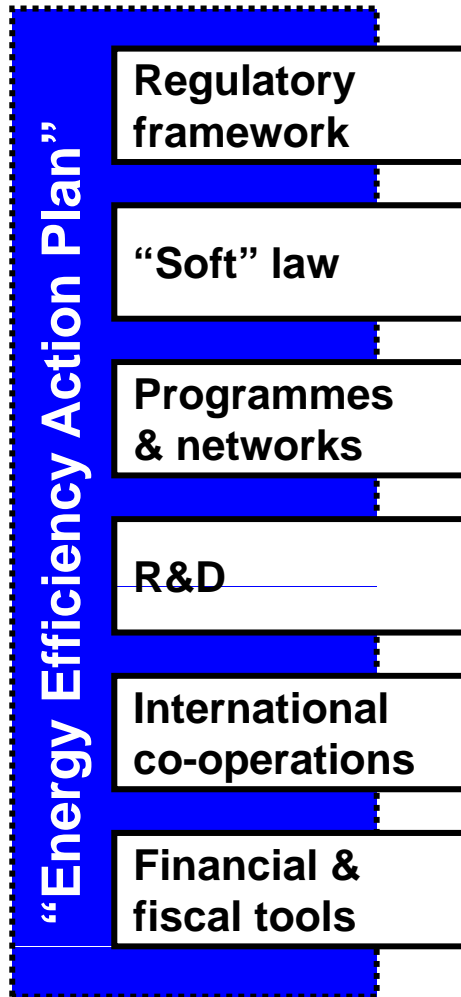 “Energy Efficiency Action Plan”
Regulatory
framework
“Soft” law
Programmes
& networks
R&D
International
co-operations
Financial &
fiscal tools